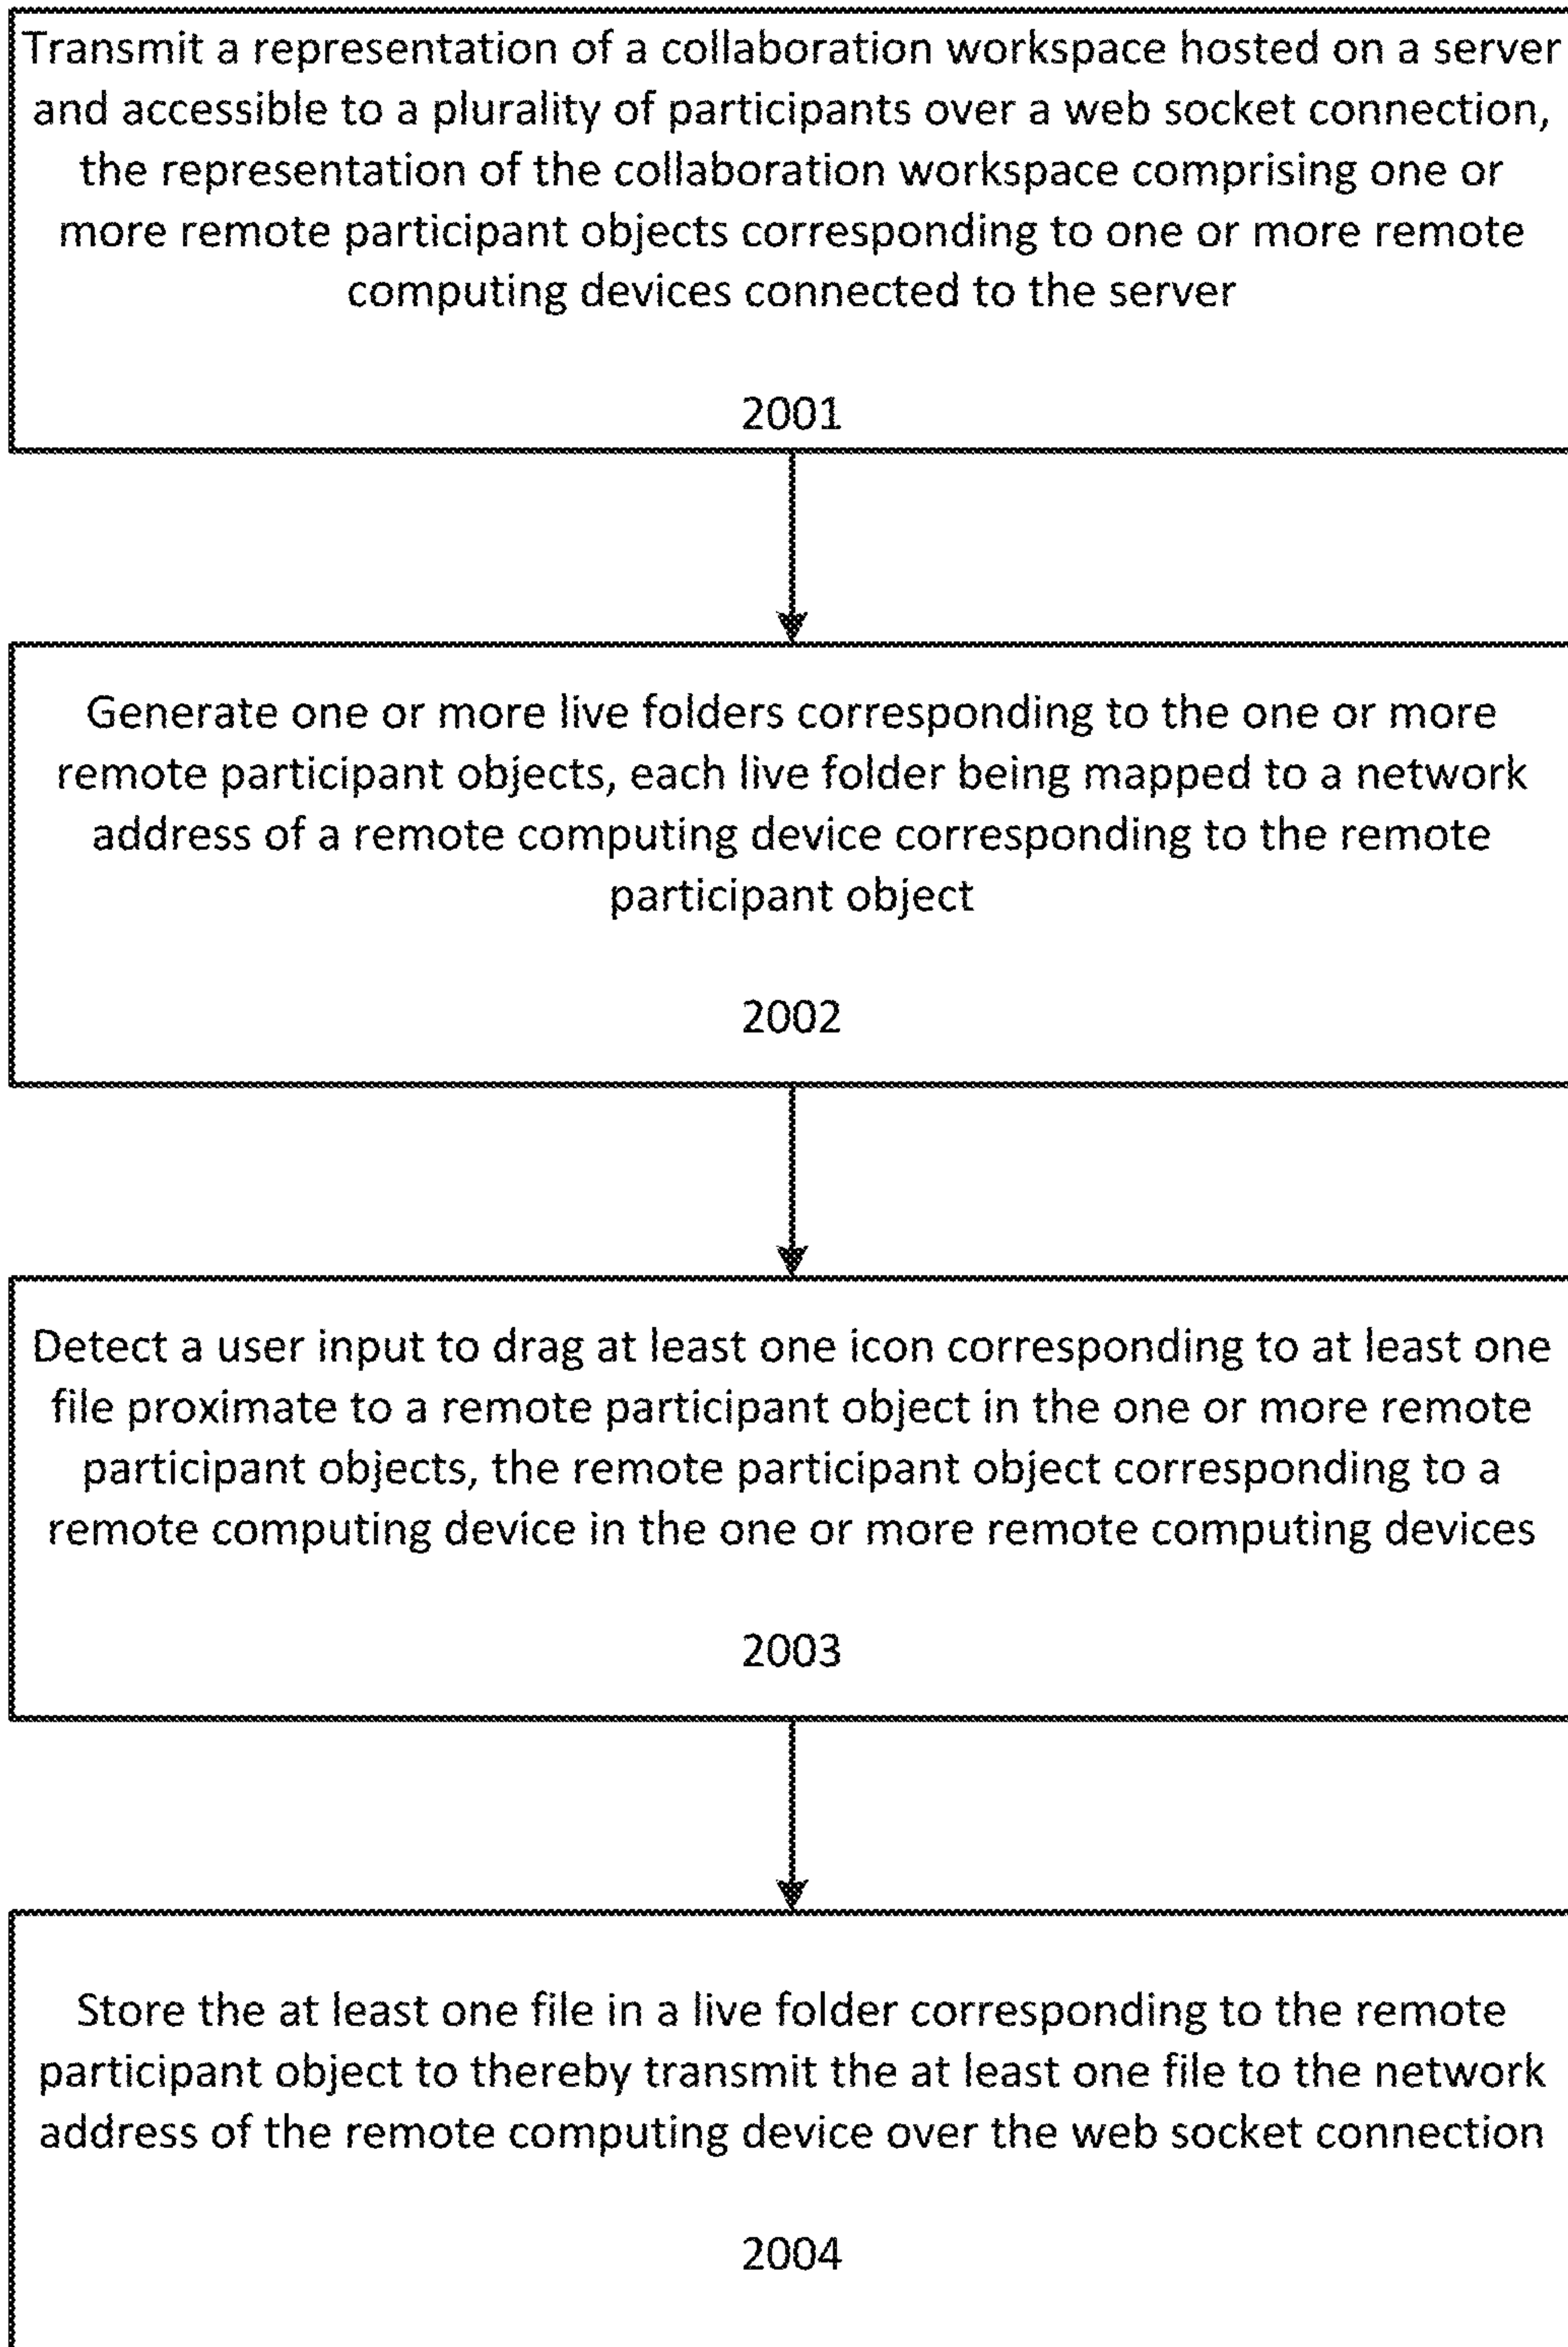 Transmit a representation of a collaboration workspace hosted on a server
and accessible to a plurality of participants over a web socket connection,
the representation of the collaboration workspace comprising one or
more remote participant objects corresponding to one or more remote
computing devices connected to the server
2001
Generate one or more live folders corresponding to the one or more
remote participant objects, each live folder being mapped to a network
address of a remote computing device corresponding to the remote
participant object
2002
Detect a user input to drag at least one icon corresponding to at least one
file proximate to a remote participant object in the one or more remote
participant objects, the remote participant object corresponding to a
remote computing device in the one or more remote computing devices
2003
Store the at least one file in a live folder corresponding to the remote
participant object to thereby transmit the at least one file to the network
address of the remote computing device over the web socket connection
2004